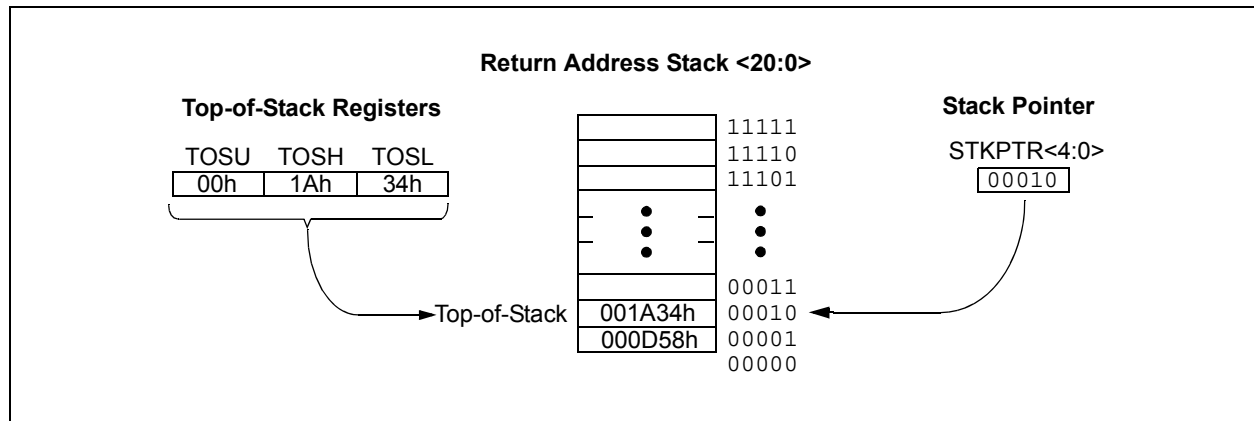 Return Address Stack <20:0>
Top-of-Stack Registers
Stack Pointer
TOSU TOSH TOSL
STKPTR<4:0>
00h 1Ah 34h
00010
11111
11110
11101
00011
Top-of-Stack 001A34h 00010
000D58h 00001
00000